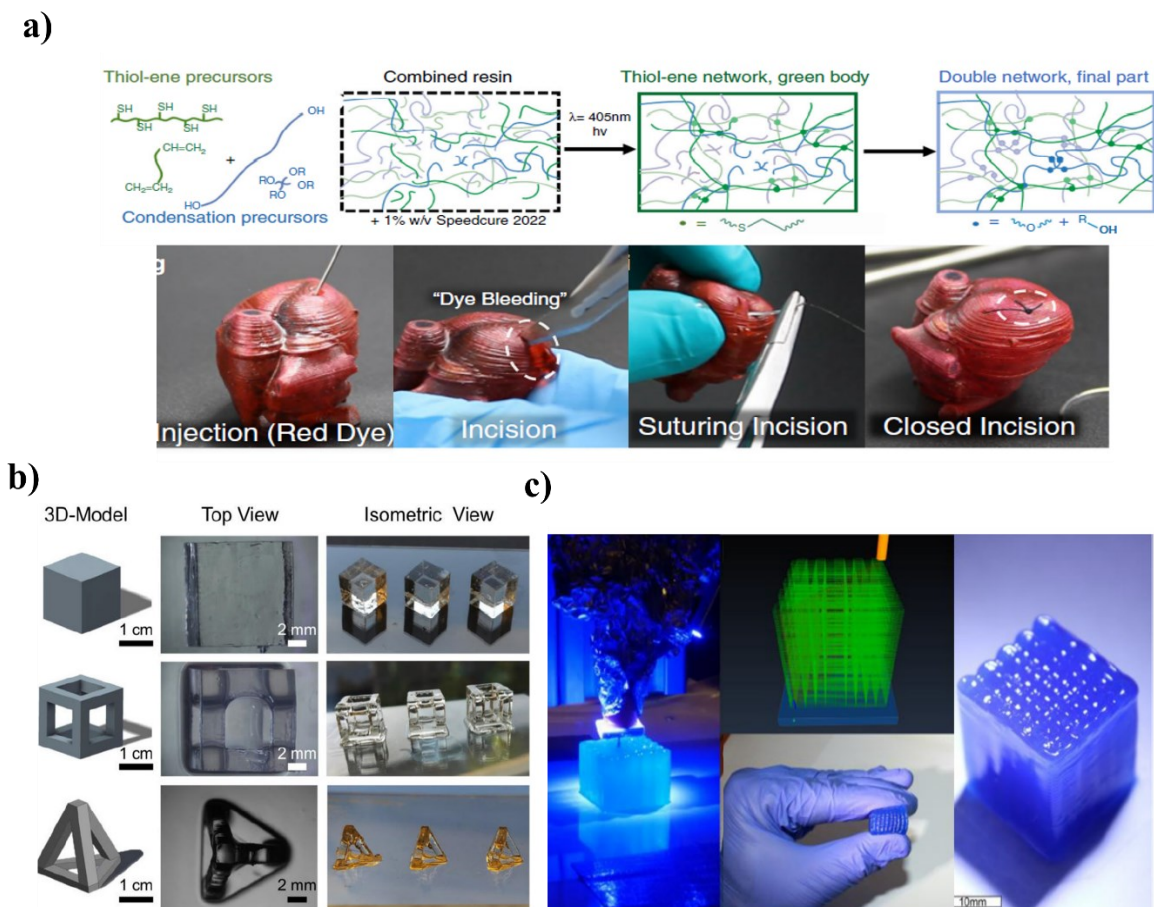 a)
Thiol-ene precursors
SH SH SH
SH SH
CH=CH2
CH2=CH2
+
OH
OR
RO OR
RO
HO
Condensation precursors
Combined resin
+ 1% w/v Speedcure 2022
λ= 405nm
hv
Thiol-ene network, green body
= S
Double network, final part
= O + R OH
g
Injection (Red Dye)
"Dye Bleeding"
Incision
Suturing Incision
Closed Incision
b)
3D-Model Top View Isometric View
1 cm 2 mm
1 cm 2 mm
1 cm 2 mm
c)
10mm